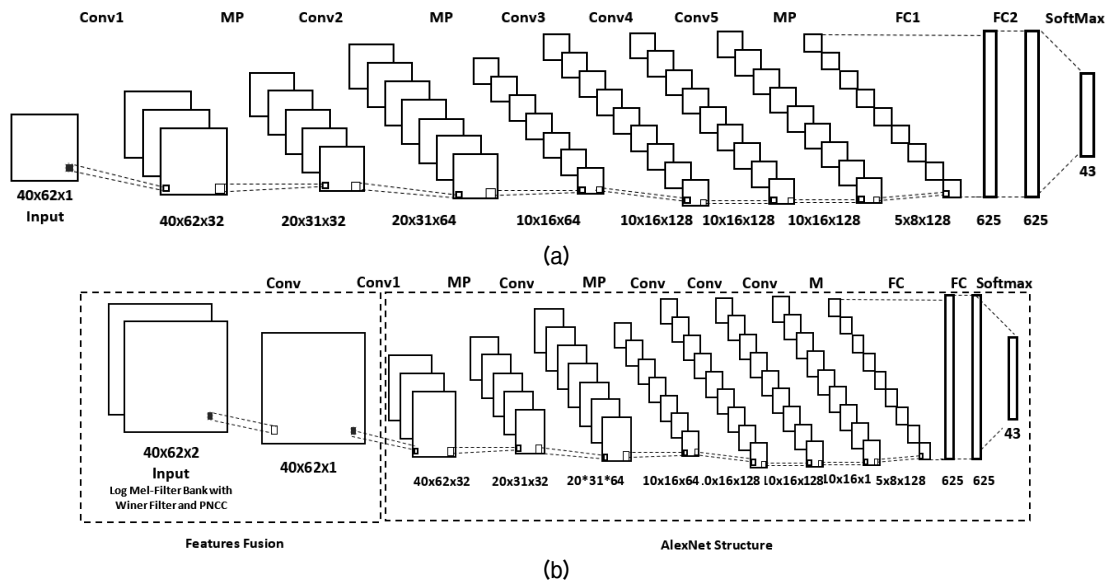 Conv1 MP Conv2 MP Conv3 Conv4 Conv5 MP FC1 FC2 SoftMax
40x62x1
Input
40x62x32 20x31x32 20x31x64 10x16x64 10x16x128 10x16x128 10x16x128 5x8x128 625 625 43
(a)
Conv Conv1 MP Conv MP Conv Conv Conv M FC FC Softmax
40x62x2
Input
Log Mel-Filter Bank with
Winer Filter and PNCC
40x62x1
40x62x32 20x31x32 20*31*64 10x16x64 .0x16x128 .0x16x128 .0x16x1 5x8x128 625 625 43
Features Fusion AlexNet Structure
(b)